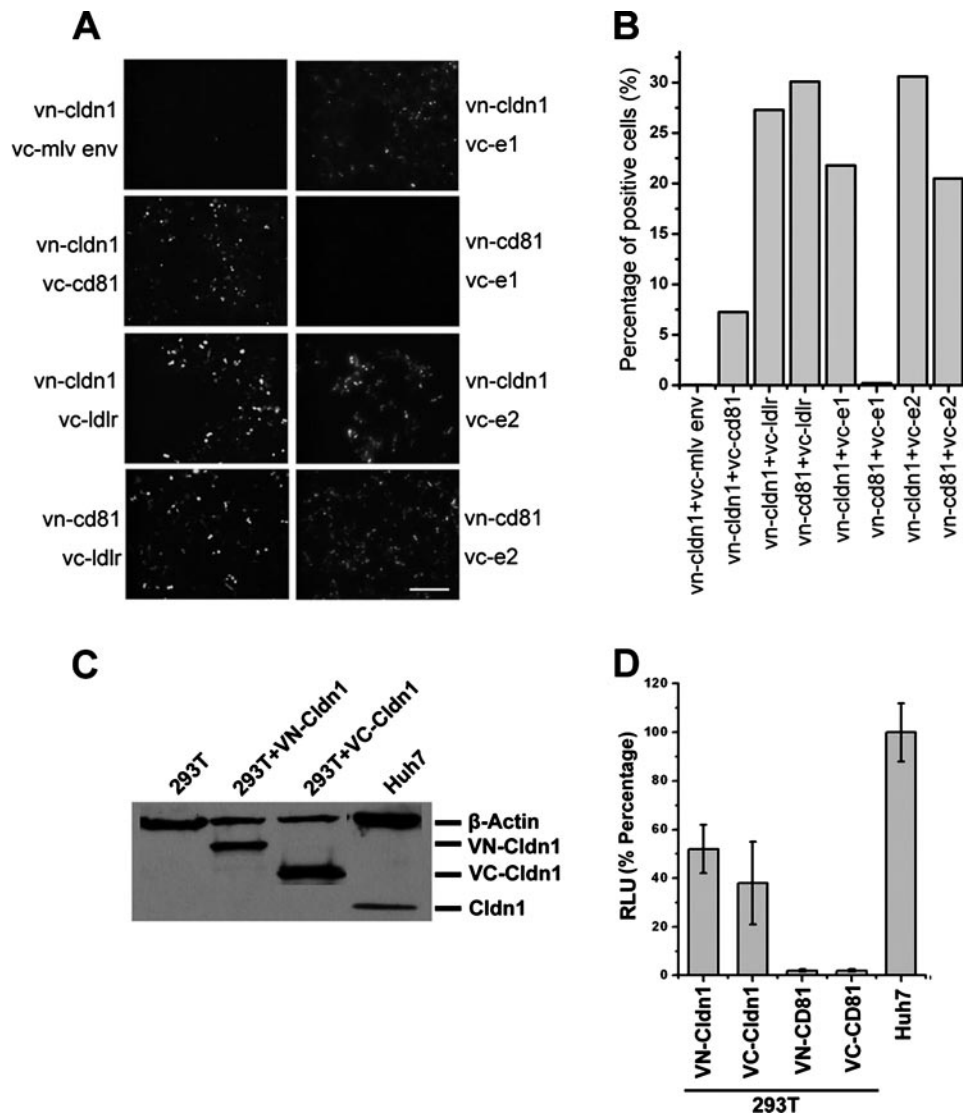 A
vn-cldn1
vc-mlv env
vn-cldn1
vc-e1
vn-cldn1
vc-cd81
vn-cd81
vc-e1
vn-cldn1
vc-ldlr
vn-cldn1
vc-e2
vn-cd81
vc-ldlr
vn-cd81
vc-e2
B
Percentage of positive cells (%)
30
25
20
15
10
5
0
vn-cldn1+vc-mlv env
vn-cldn1+vc-cd81
vn-cldn1+vc-ldlr
vn-cd81+vc-ldlr
vn-cldn1+vc-e1
vn-cd81+vc-e1
vn-cldn1+vc-e2
vn-cd81+vc-e2
C
293T
293T+VN-Cldn1
293T+VC-Cldn1
Huh7
β-Actin
VN-Cldn1
VC-Cldn1
Cldn1
D
RLU (% Percentage)
120
100
80
60
40
20
0
VN-Cldn1
VC-Cldn1
VN-CD81
VC-CD81
Huh7
293T